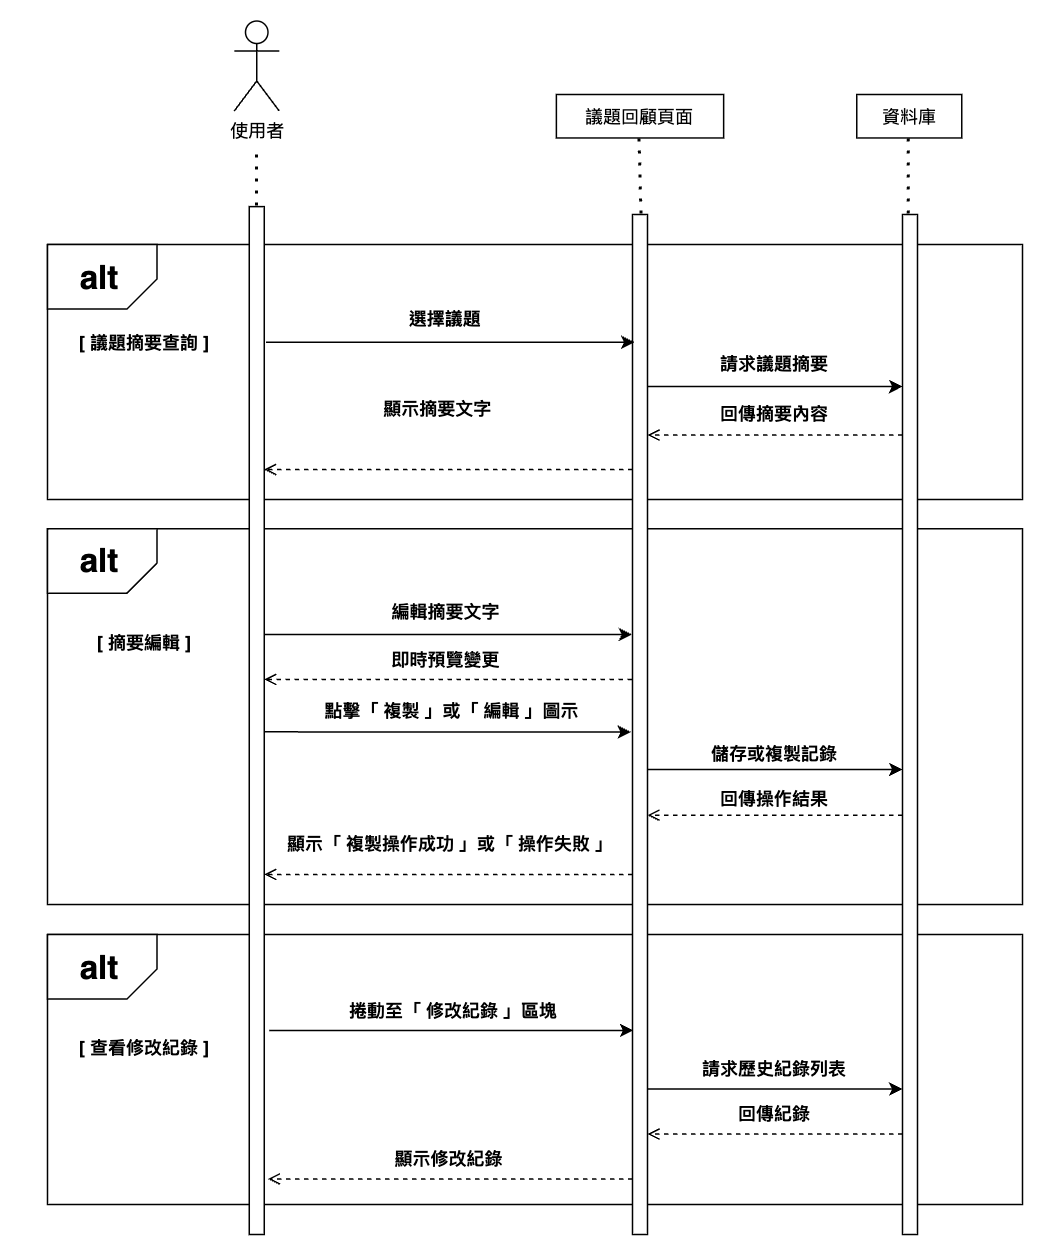 使用者
議題回顧頁面
資料庫
alt
[ 議題摘要查詢 ]
選擇議題
請求議題摘要
顯示摘要文字
回傳摘要內容
alt
[ 摘要編輯 ]
編輯摘要文字
即時預覽變更
點擊「 複製 」或「 編輯 」圖示
儲存或複製記錄
回傳操作結果
顯示「 複製操作成功 」或「 操作失敗 」
alt
[ 查看修改紀錄 ]
捲動至「 修改紀錄 」區塊
請求歷史紀錄列表
回傳紀錄
顯示修改紀錄